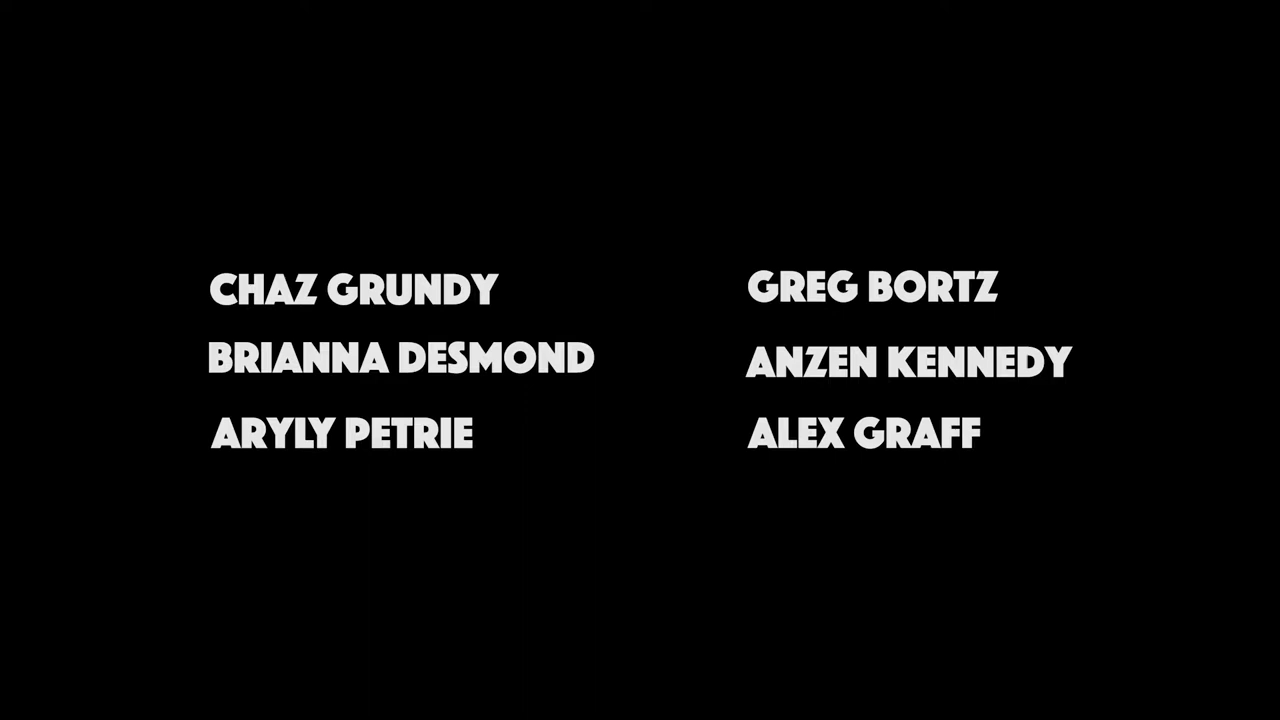 CHAZ GRUNDY
BRIANNA DESMOND
ARYLY PETRIE
GREG BORTZ
ANZEN KENNEDY
ALEX GRAFF